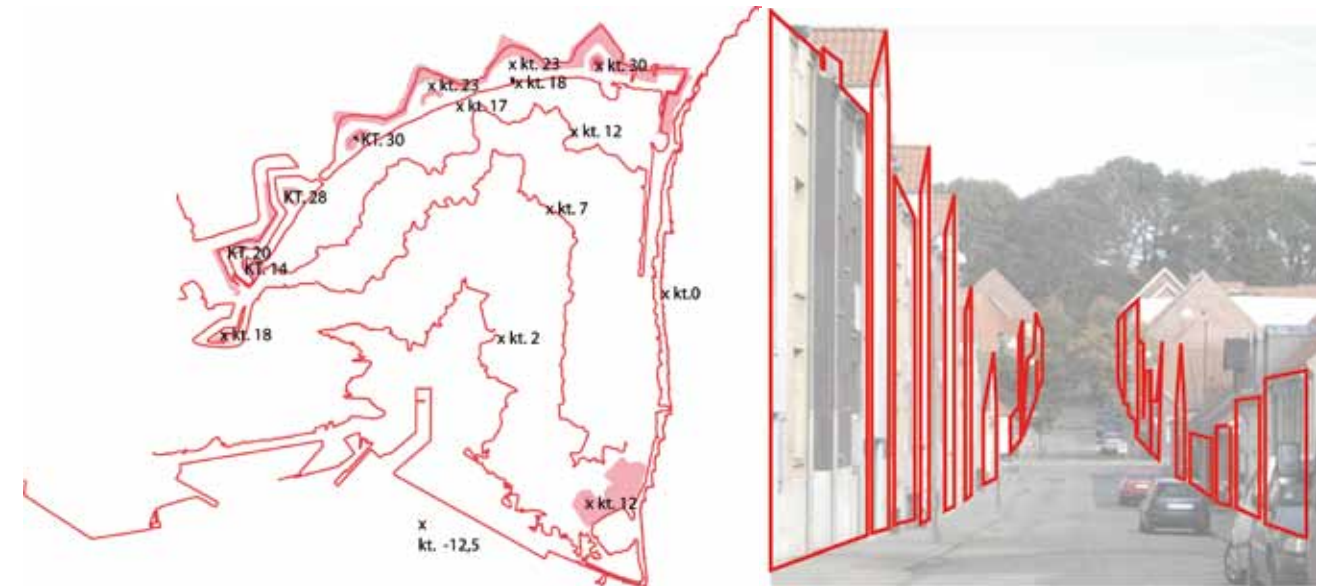 x kt. 23
x kt. 30
x kt. 23
x kt. 18
x kt. 17
x kt. 12
KT. 30
KT. 28
x kt. 7
KT. 20
KT. 14
x kt.0
x kt. 18
x kt. 2
x kt. 12
x
kt. -12,5